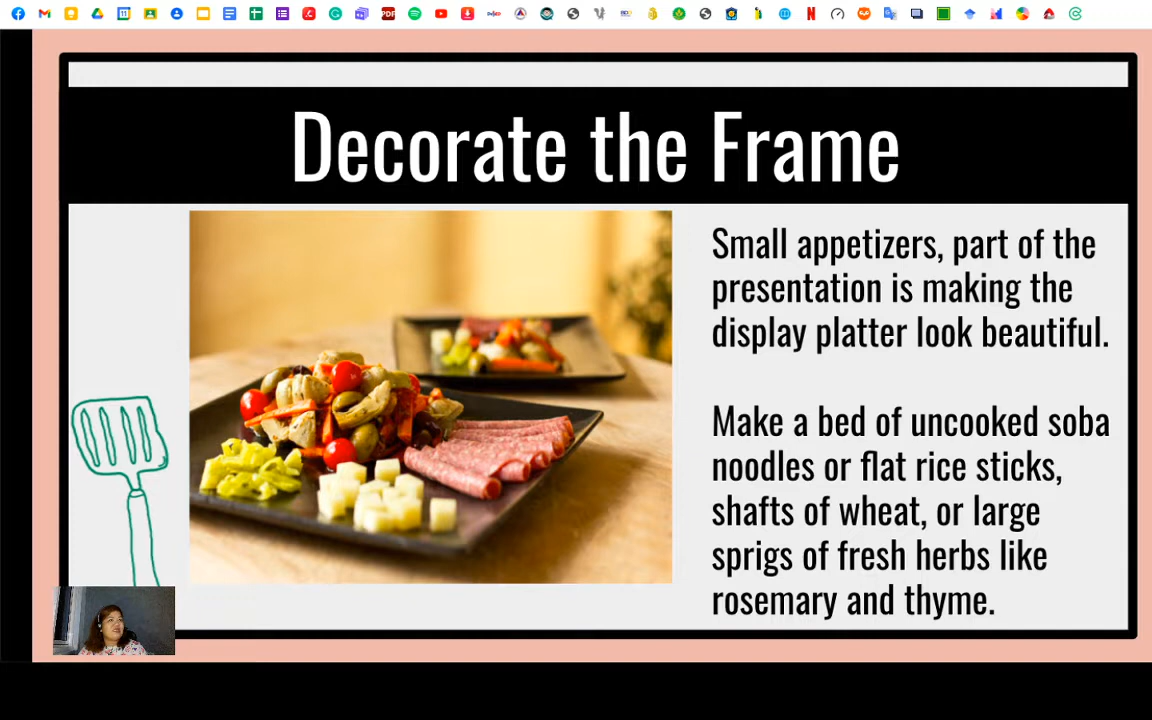 Decorate the Frame
Small appetizers, part of the
presentation is making the
display platter look beautiful.
Make a bed of uncooked soba
noodles or flat rice sticks,
shafts of wheat, or large
sprigs of fresh herbs like
rosemary and thyme.